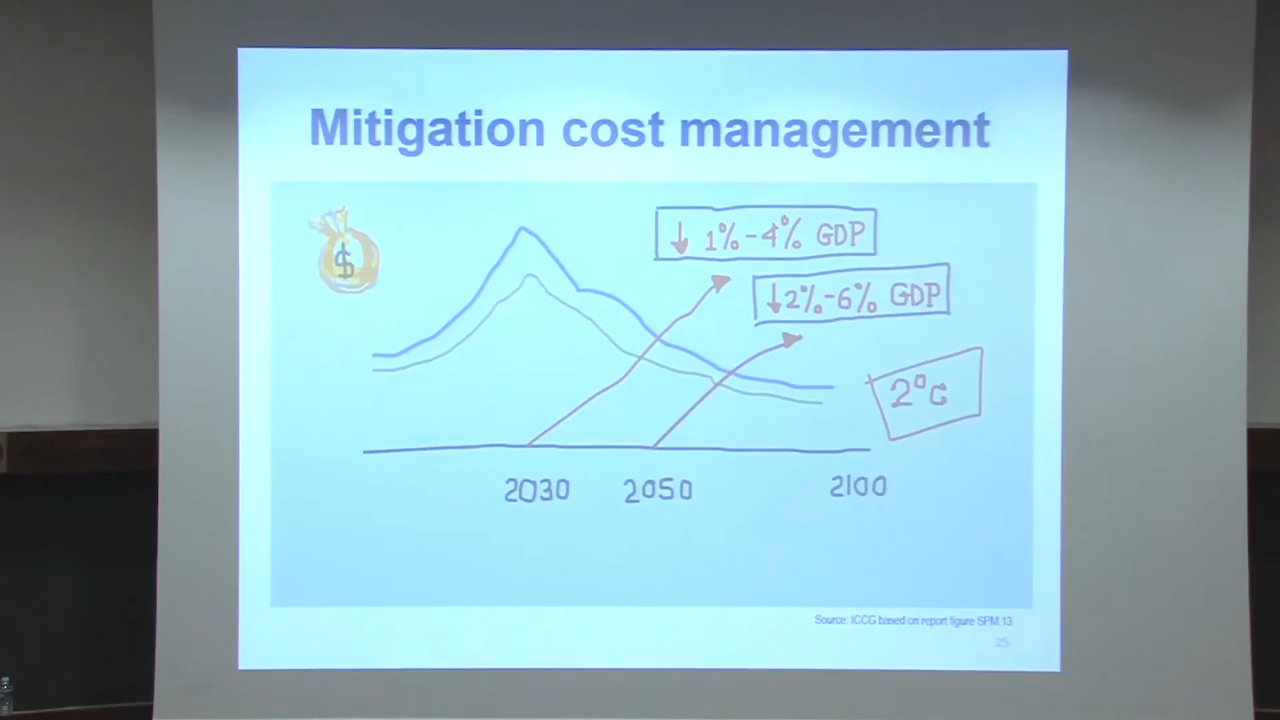 Mitigation cost management
$
↓ 1%-4% GDP
↓ 2%-6% GDP
2°C
2030 2050 2100
Source: ICCG based on report figure SPM.13
25